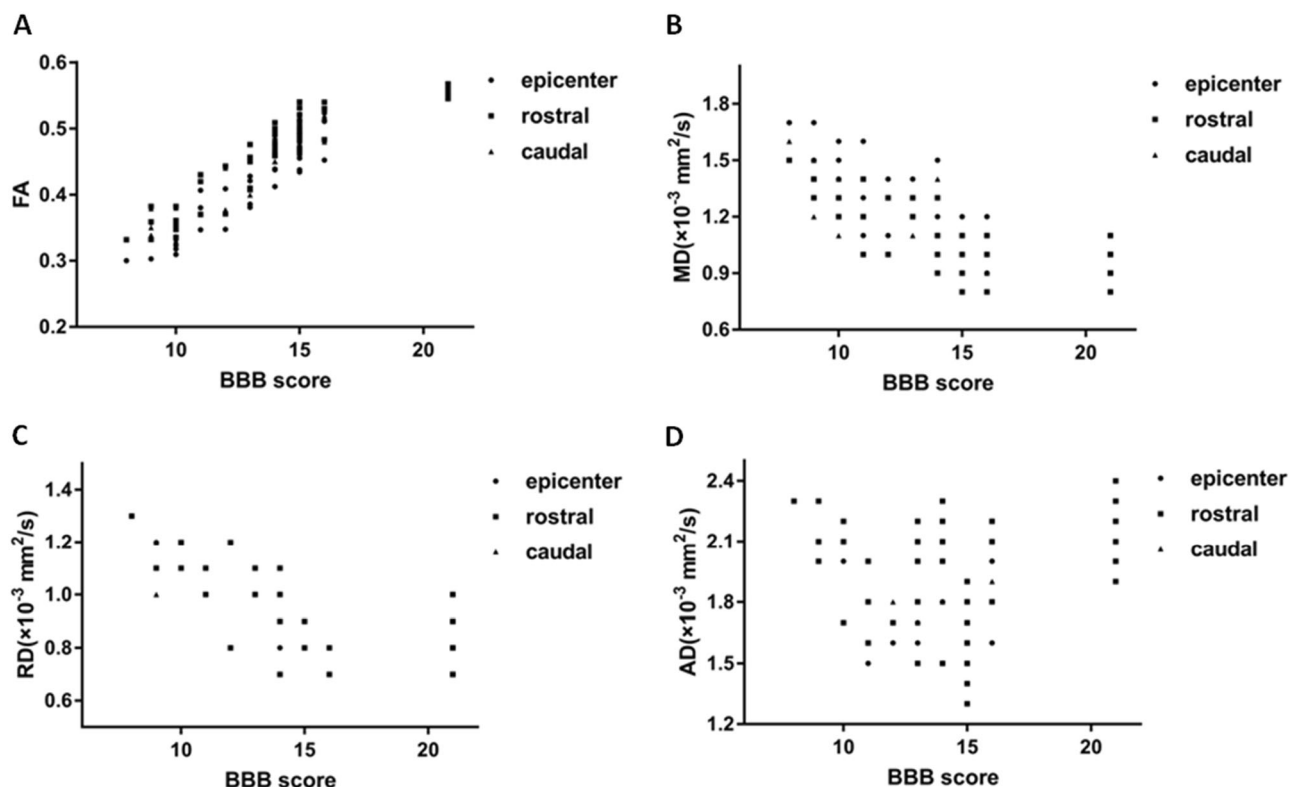 A
FA
0.6
0.5
0.4
0.3
0.2
10
15
20
BBB score
epicenter
rostral
caudal
B
MD(×10⁻³ mm²/s)
1.8
1.5
1.2
0.9
0.6
10
15
20
BBB score
epicenter
rostral
caudal
C
RD(×10⁻³ mm²/s)
1.4
1.2
1.0
0.8
0.6
10
15
20
BBB score
epicenter
rostral
caudal
D
AD(×10⁻³ mm²/s)
2.4
2.1
1.8
1.5
1.2
10
15
20
BBB score
epicenter
rostral
caudal